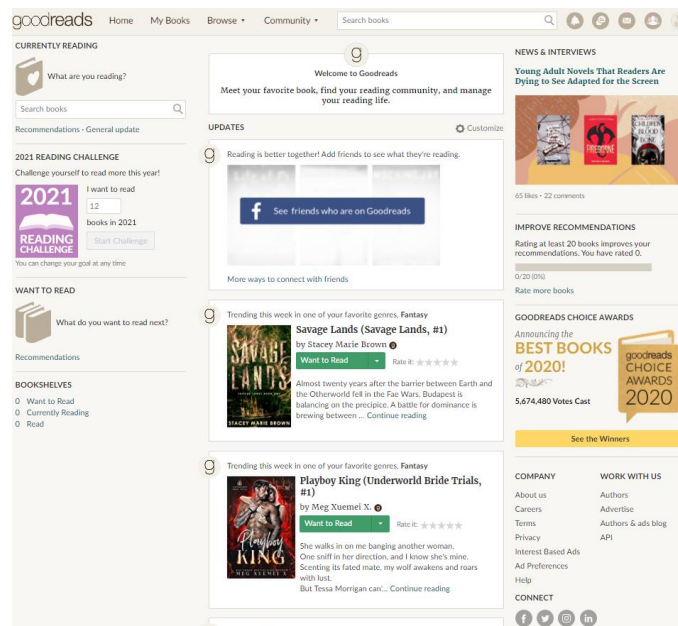 goodreads
Home
My Books
Browse
Community
Search books
CURRENTLY READING
What are you reading?
Search books
Recommendations · General update
2021 READING CHALLENGE
Challenge yourself to read more this year!
2021
READING
CHALLENGE
I want to read
12
books in 2021
Start Challenge
You can change your goal at any time
WANT TO READ
What do you want to read next?
Recommendations
BOOKSHELVES
0 Want to Read
0 Currently Reading
0 Read
g
Welcome to Goodreads
Meet your favorite book, find your reading community, and manage
your reading life.
UPDATES
Customize
g
Reading is better together! Add friends to see what they're reading.
f See friends who are on Goodreads
More ways to connect with friends
g
Trending this week in one of your favorite genres, Fantasy
SAVAGE
LANDS
STACEY MARIE BROWN
Savage Lands (Savage Lands, #1)
by Stacey Marie Brown g
Want to Read
Rate it:
Almost twenty years after the barrier between Earth and
the Otherworld fell in the Fae Wars, Budapest is
balancing on the precipice. A battle for dominance is
brewing between ... Continue reading
g
Trending this week in one of your favorite genres, Fantasy
Playboy
KING
MEG XUEMEI X
Playboy King (Underworld Bride Trials,
#1)
by Meg Xuemei X. g
Want to Read
Rate it:
She walks in on me banging another woman.
One sniff in her direction, and I know she's mine.
Scenting its fated mate, my wolf awakens and roars
with lust.
But Tessa Morrigan can'... Continue reading
NEWS & INTERVIEWS
Young Adult Novels That Readers Are
Dying to See Adapted for the Screen
FIREBORNE
CHILDREN
BLOOD
BONE
65 likes · 22 comments
IMPROVE RECOMMENDATIONS
Rating at least 20 books improves your
recommendations. You have rated 0.
0/20 (0%)
Rate more books
GOODREADS CHOICE AWARDS
Announcing the
BEST BOOKS
of 2020!
5,674,480 Votes Cast
goodreads
CHOICE
AWARDS
2020
See the Winners
COMPANY
About us
Careers
Terms
Privacy
Interest Based Ads
Ad Preferences
Help
WORK WITH US
Authors
Advertise
Authors & ads blog
API
CONNECT
f
in